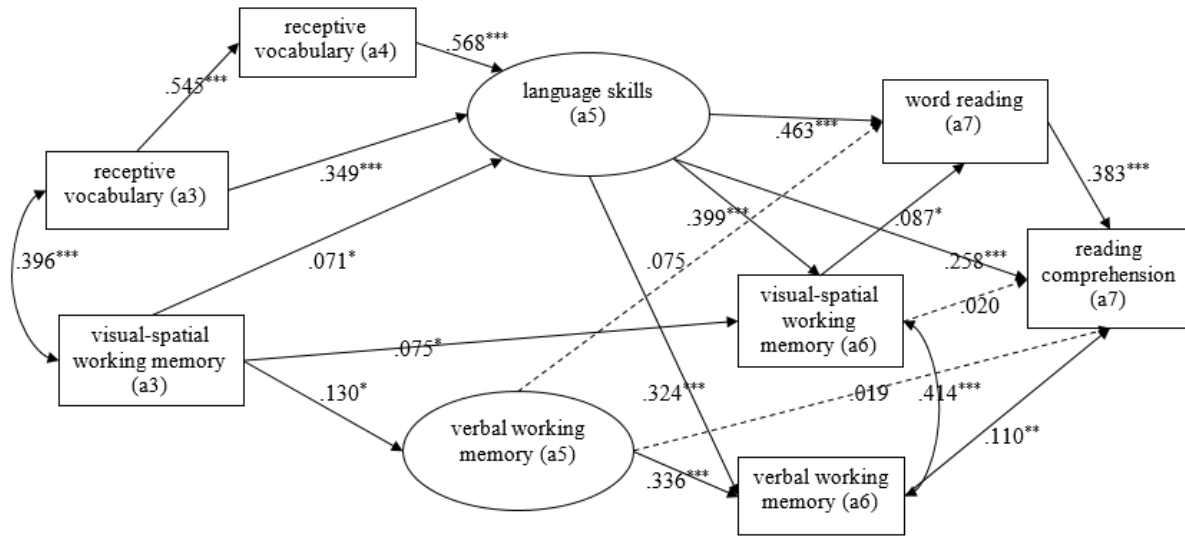 receptive
vocabulary (a4)
.568***
.545***
language skills
(a5)
word reading
(a7)
.463***
receptive
vocabulary (a3)
.349***
.383***
.399***
.087*
.396***
.071*
.075
.258***
reading
comprehension
(a7)
visual-spatial
working
memory (a6)
.020
visual-spatial
working memory
(a3)
.075*
.130*
.324***
.019
.414***
verbal working
memory (a5)
.110**
.336***
verbal working
memory (a6)